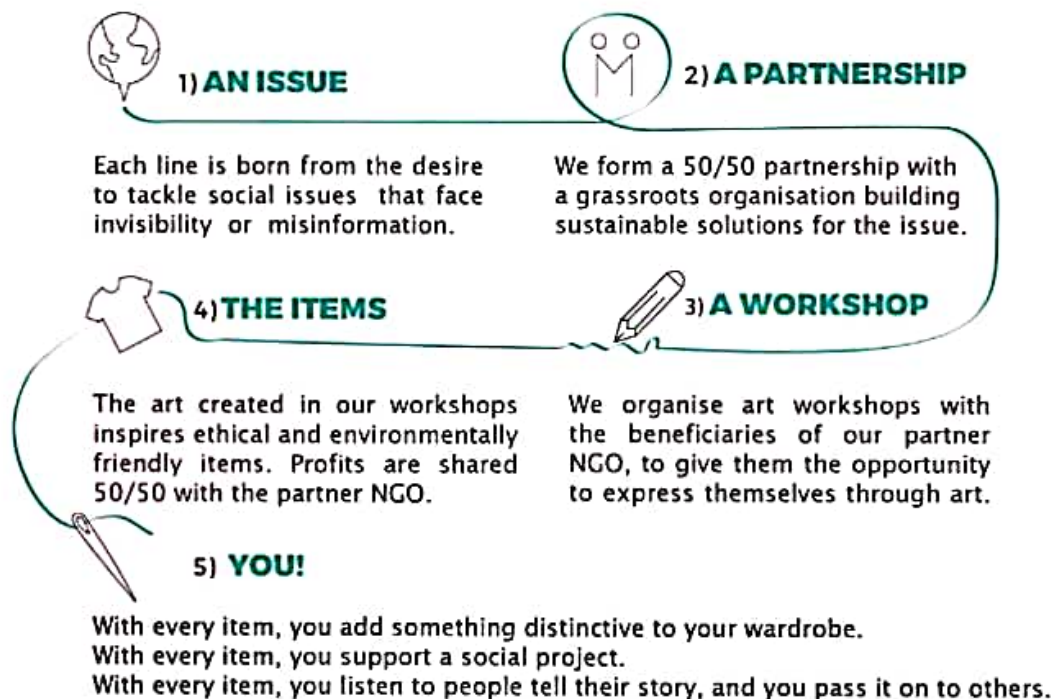 1) AN ISSUE
Each line is born from the desire
to tackle social issues that face
invisibility or misinformation.
2) A PARTNERSHIP
We form a 50/50 partnership with
a grassroots organisation building
sustainable solutions for the issue.
3) A WORKSHOP
We organise art workshops with
the beneficiaries of our partner
NGO, to give them the opportunity
to express themselves through art.
4) THE ITEMS
The art created in our workshops
inspires ethical and environmentally
friendly items. Profits are shared
50/50 with the partner NGO.
5) YOU!
With every item, you add something distinctive to your wardrobe.
With every item, you support a social project.
With every item, you listen to people tell their story, and you pass it on to others.